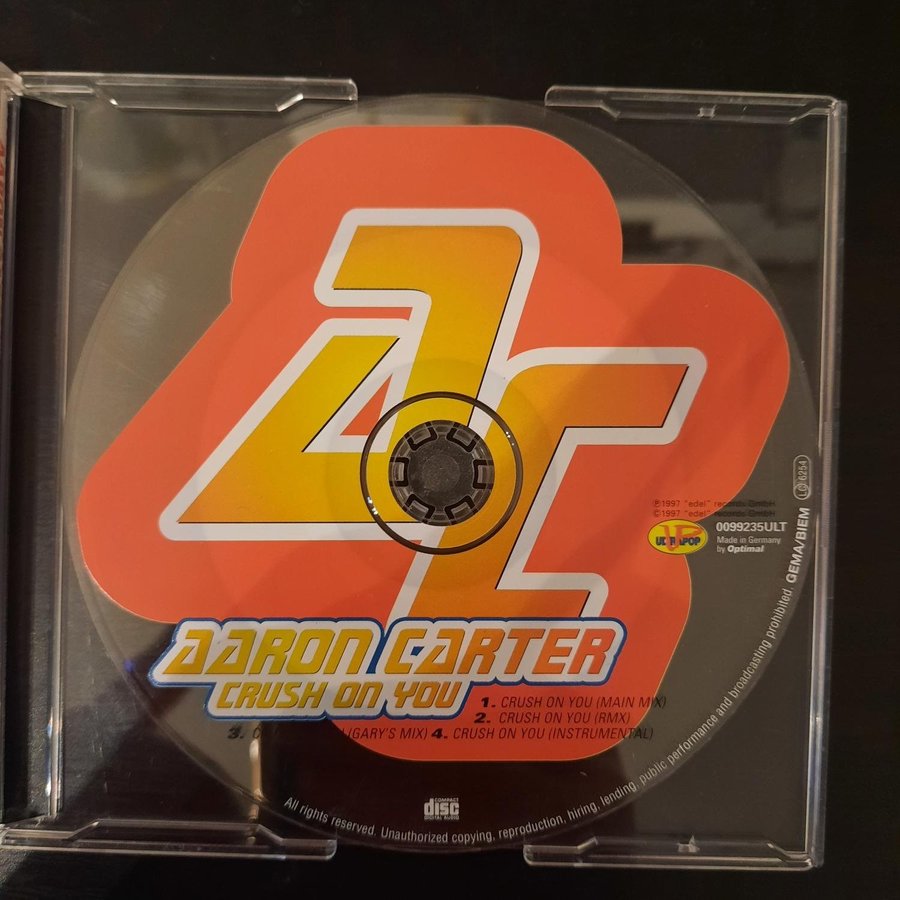 AC
LC 6254
℗1997 "edel" records GmbH
©1997 "edel" records GmbH
ULTRAPOP
0099235ULT
Made in Germany
by Optimal
AARON CARTER
CRUSH ON YOU
1. CRUSH ON YOU (MAIN MIX)
2. CRUSH ON YOU (RMX)
3. (GARY'S MIX) 4. CRUSH ON YOU (INSTRUMENTAL)
COMPACT
disc
DIGITAL AUDIO
All rights reserved. Unauthorized copying, reproduction, hiring, lending, public performance and broadcasting prohibited. GEMA/BIEM